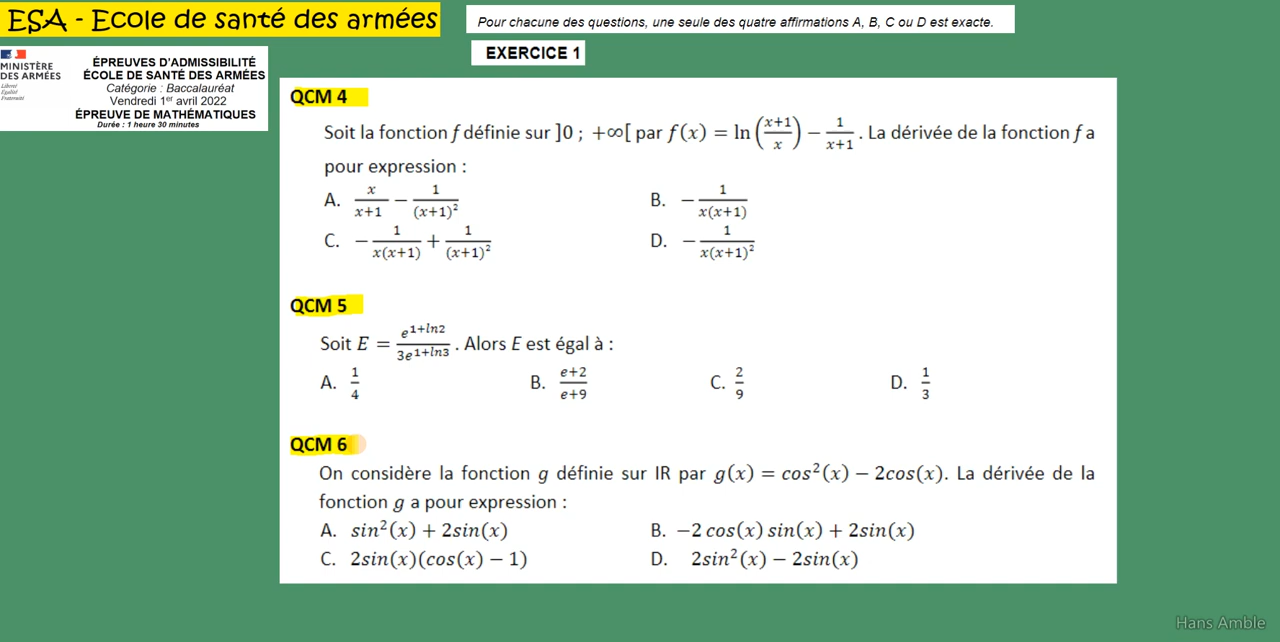 ESA - Ecole de santé des armées
Pour chacune des questions, une seule des quatre affirmations A, B, C ou D est exacte.
EXERCICE 1
MINISTÈRE
DES ARMÉES
Liberté
Égalité
Fraternité
ÉPREUVES D'ADMISSIBILITÉ
ÉCOLE DE SANTÉ DES ARMÉES
Catégorie : Baccalauréat
Vendredi 1er avril 2022
ÉPREUVE DE MATHÉMATIQUES
Durée : 1 heure 30 minutes
QCM 4
Soit la fonction f définie sur ]0 ; +∞[ par f(x) = ln((x+1)/x) − 1/(x+1) . La dérivée de la fonction f a
pour expression :
A. x/(x+1) − 1/(x+1)² B. − 1/(x(x+1))
C. − 1/(x(x+1)) + 1/(x+1)² D. − 1/(x(x+1)²)
QCM 5
Soit E = e^(1+ln2)/(3e^(1+ln3)) . Alors E est égal à :
A. 1/4 B. (e+2)/(e+9) C. 2/9 D. 1/3
QCM 6
On considère la fonction g définie sur IR par g(x) = cos²(x) − 2cos(x). La dérivée de la
fonction g a pour expression :
A. sin²(x) + 2sin(x) B. −2 cos(x) sin(x) + 2sin(x)
C. 2sin(x)(cos(x) − 1) D. 2sin²(x) − 2sin(x)
Hans Amble